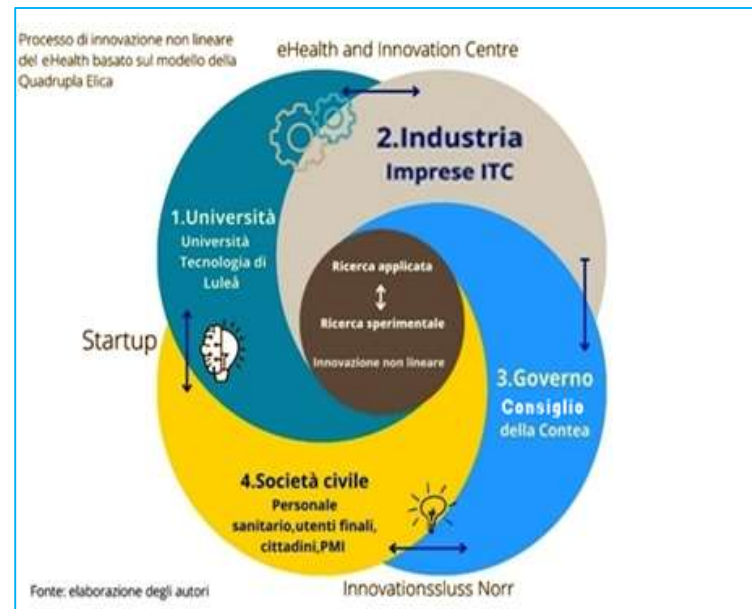 Processo di innovazione non lineare
del eHealth basato sul modello della
Quadrupla Elica
eHealth and Innovation Centre
2.Industria
Imprese ITC
1.Università
Università
Tecnologia di
Luleå
Ricerca applicata
Ricerca sperimentale
Innovazione non lineare
Startup
3.Governo
Consiglio
della Contea
4.Società civile
Personale
sanitario,utenti finali,
cittadini,PMI
Fonte: elaborazione degli autori
Innovationssluss Norr